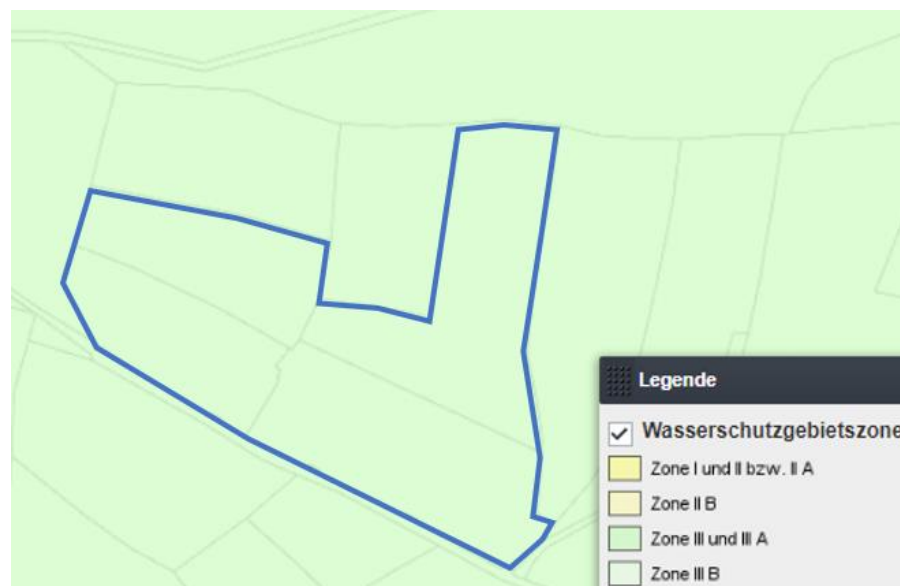 Legende
Wasserschutzgebietszone
Zone I und II bzw. II A
Zone II B
Zone III und III A
Zone III B